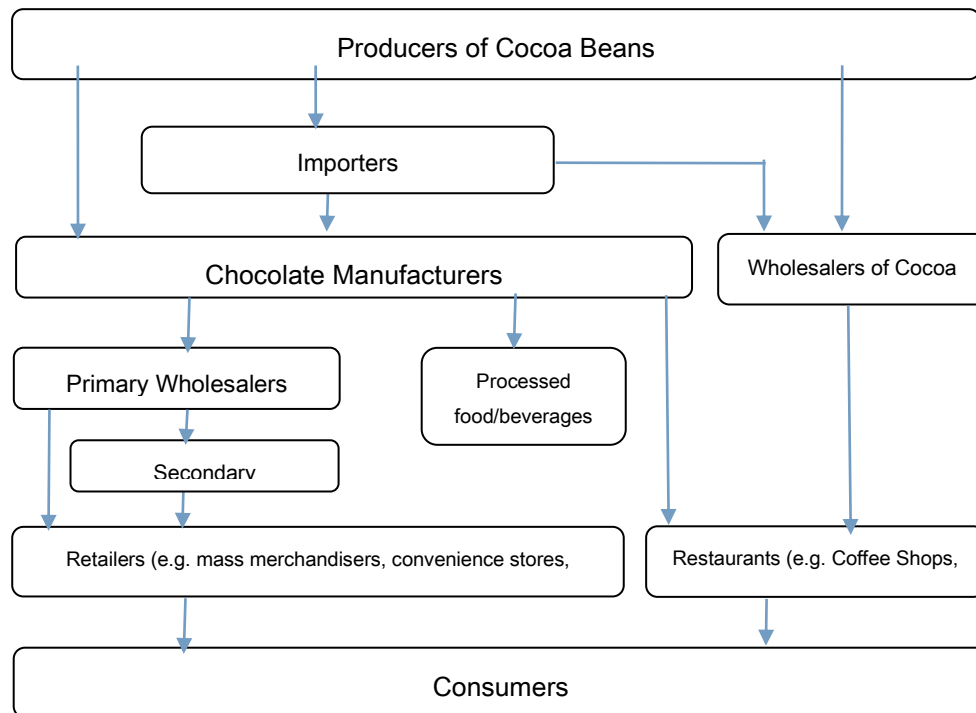 Producers of Cocoa Beans
Importers
Chocolate Manufacturers
Wholesalers of Cocoa
Primary Wholesalers
Processed
food/beverages
Secondary
Retailers (e.g. mass merchandisers, convenience stores,
Restaurants (e.g. Coffee Shops,
Consumers